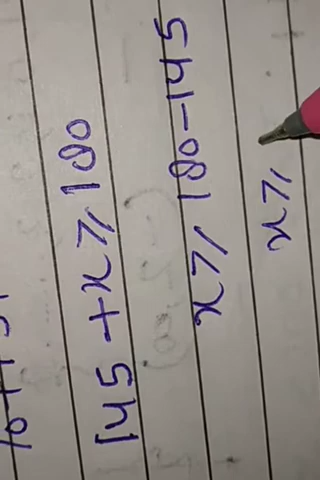 145 + x ≥ 180
x ≥ 180 - 145
x ≥